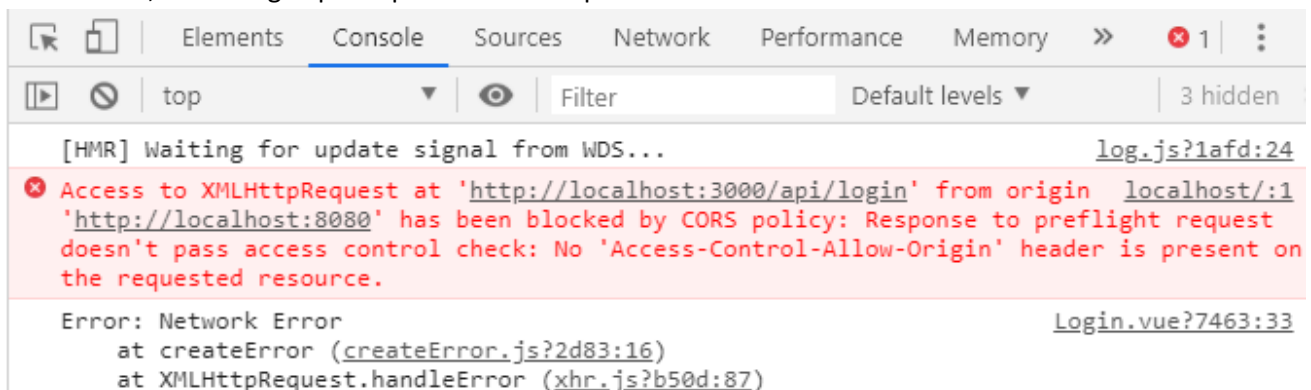 Elements Console Sources Network Performance Memory » 1
top Filter Default levels ▼ 3 hidden
[HMR] Waiting for update signal from WDS... log.js?1afd:24
Access to XMLHttpRequest at 'http://localhost:3000/api/login' from origin localhost/:1
'http://localhost:8080' has been blocked by CORS policy: Response to preflight request
doesn't pass access control check: No 'Access-Control-Allow-Origin' header is present on
the requested resource.
Error: Network Error Login.vue?7463:33
at createError (createError.js?2d83:16)
at XMLHttpRequest.handleError (xhr.js?b50d:87)